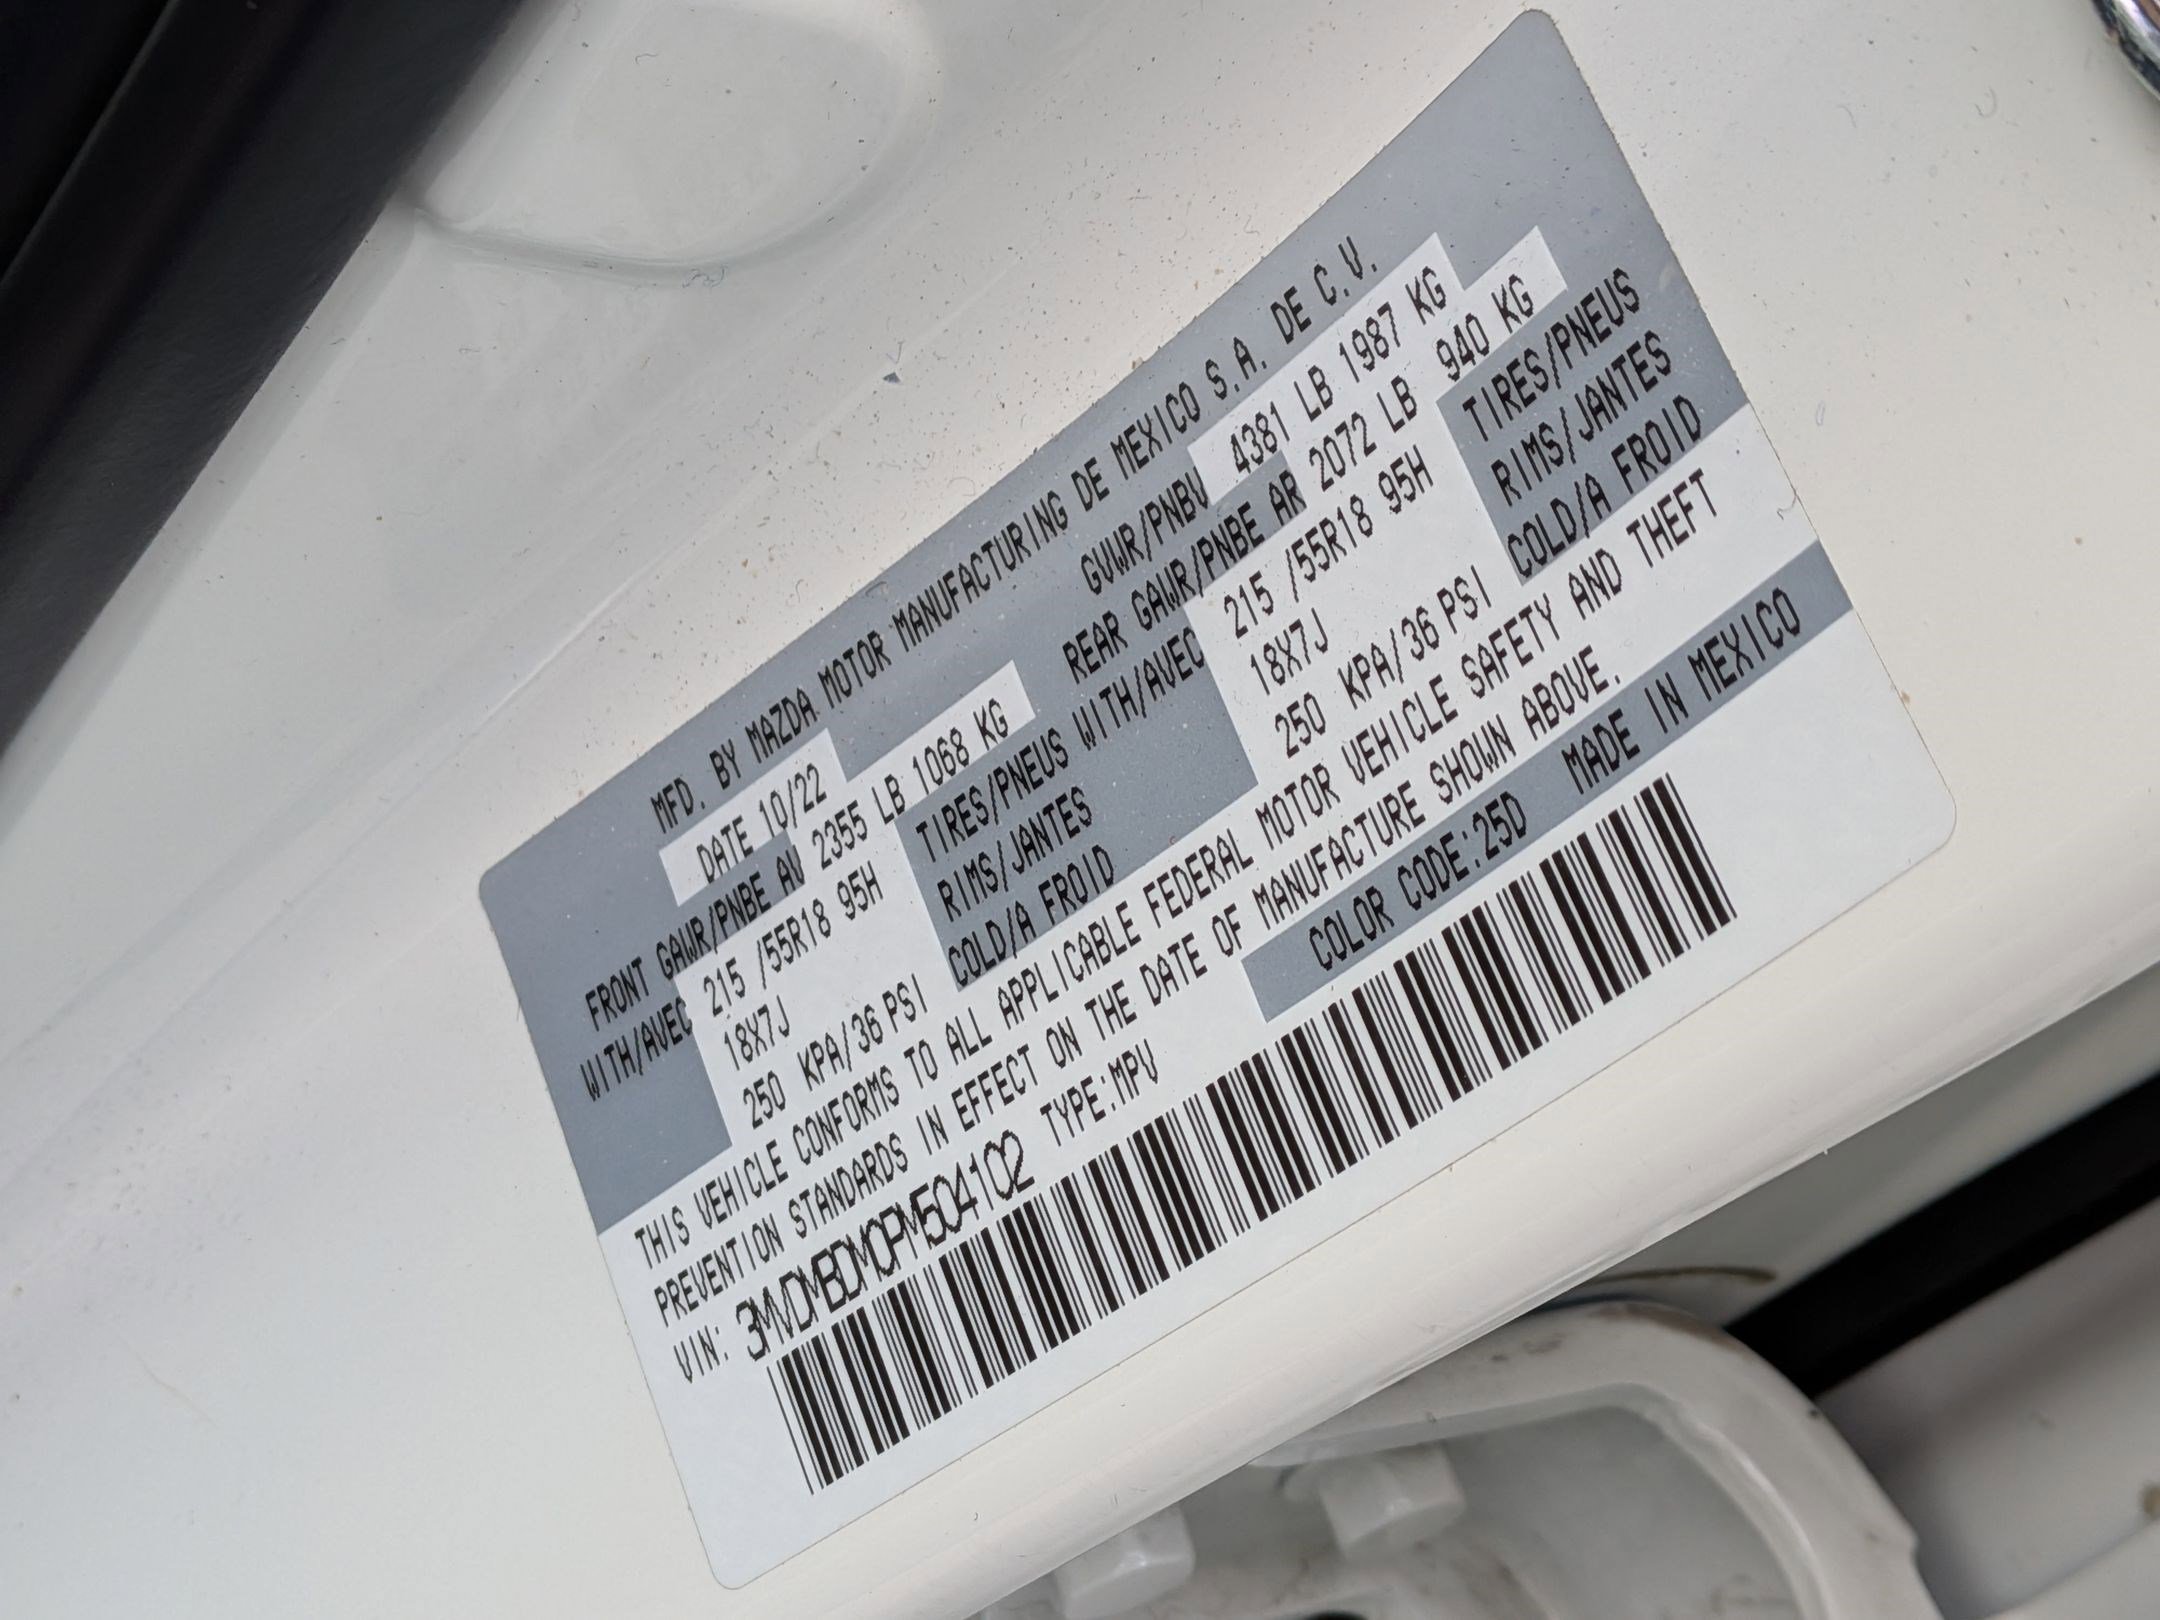 MFD. BY MAZDA MOTOR MANUFACTURING DE MEXICO S.A. DE C.V.
DATE 10/22 GVWR/PNBV 4381 LB 1987 KG
FRONT GAWR/PNBE AV 2355 LB 1068 KG REAR GAWR/PNBE AR 2072 LB 940 KG
WITH/AVEC 215 /55R18 95H TIRES/PNEUS WITH/AVEC 215 /55R18 95H TIRES/PNEUS
18X7J RIMS/JANTES 18X7J RIMS/JANTES
250 KPA/36 PSI COLD/A FROID 250 KPA/36 PSI COLD/A FROID
THIS VEHICLE CONFORMS TO ALL APPLICABLE FEDERAL MOTOR VEHICLE SAFETY AND THEFT
PREVENTION STANDARDS IN EFFECT ON THE DATE OF MANUFACTURE SHOWN ABOVE.
VIN: 3MVDMBDM0PM504102 TYPE:MPV COLOR CODE:25D MADE IN MEXICO